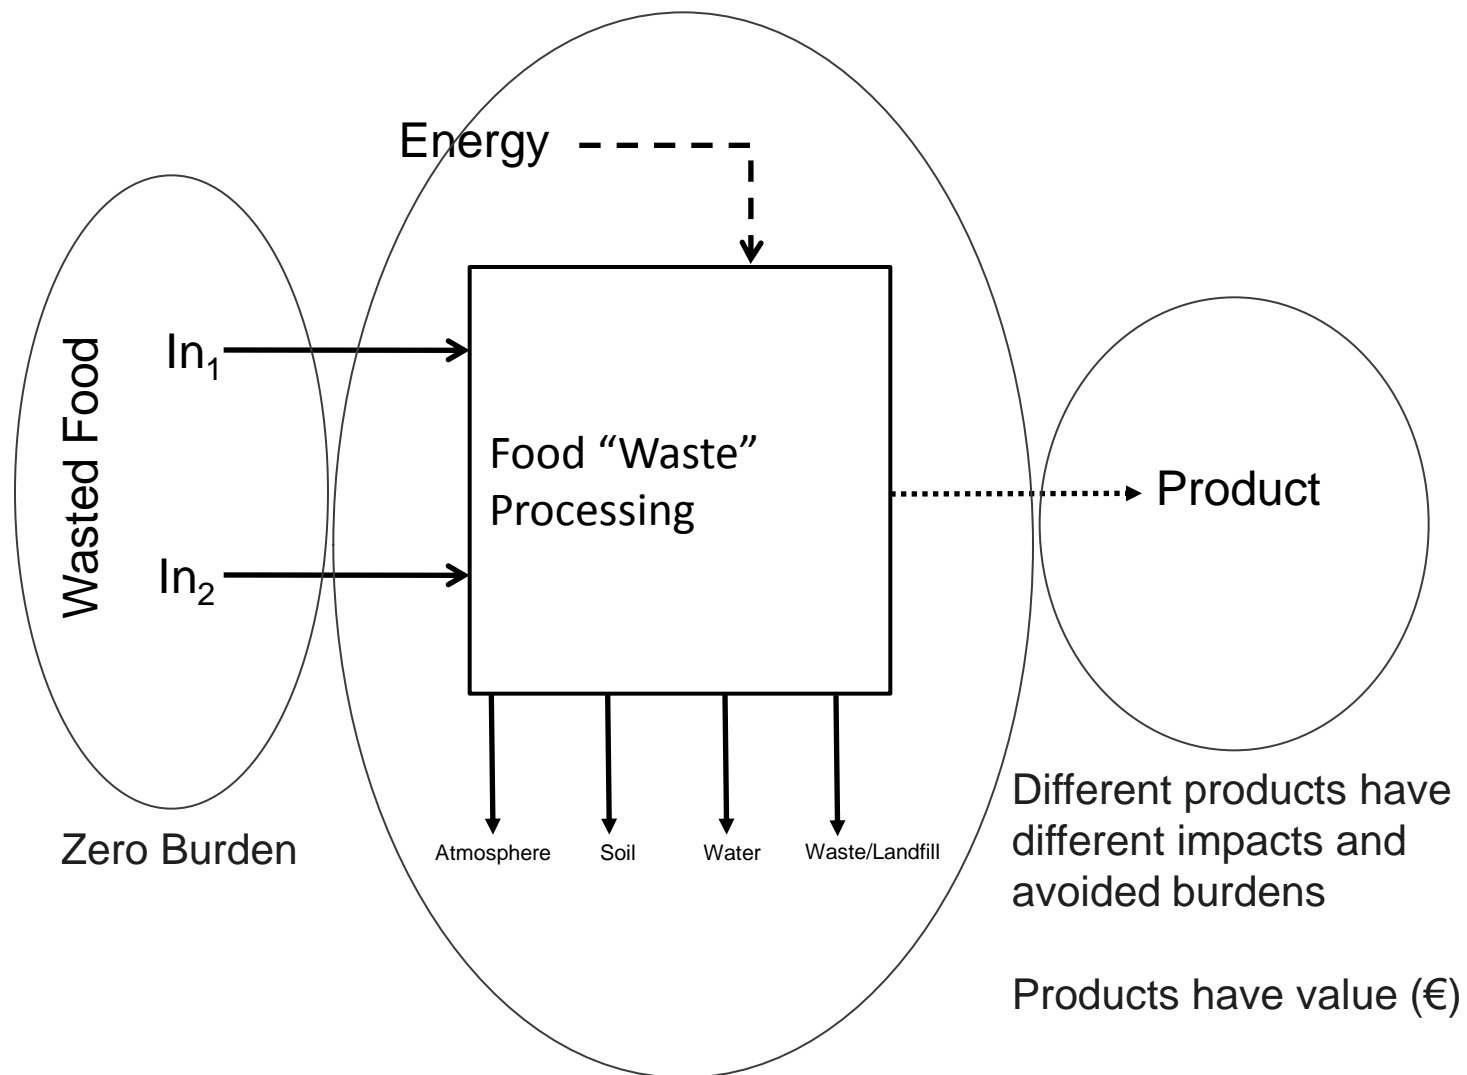 Energy
Wasted Food
In₁
In₂
Food “Waste”
Processing
Product
Zero Burden
Atmosphere
Soil
Water
Waste/Landfill
Different products have
different impacts and
avoided burdens
Products have value (€)